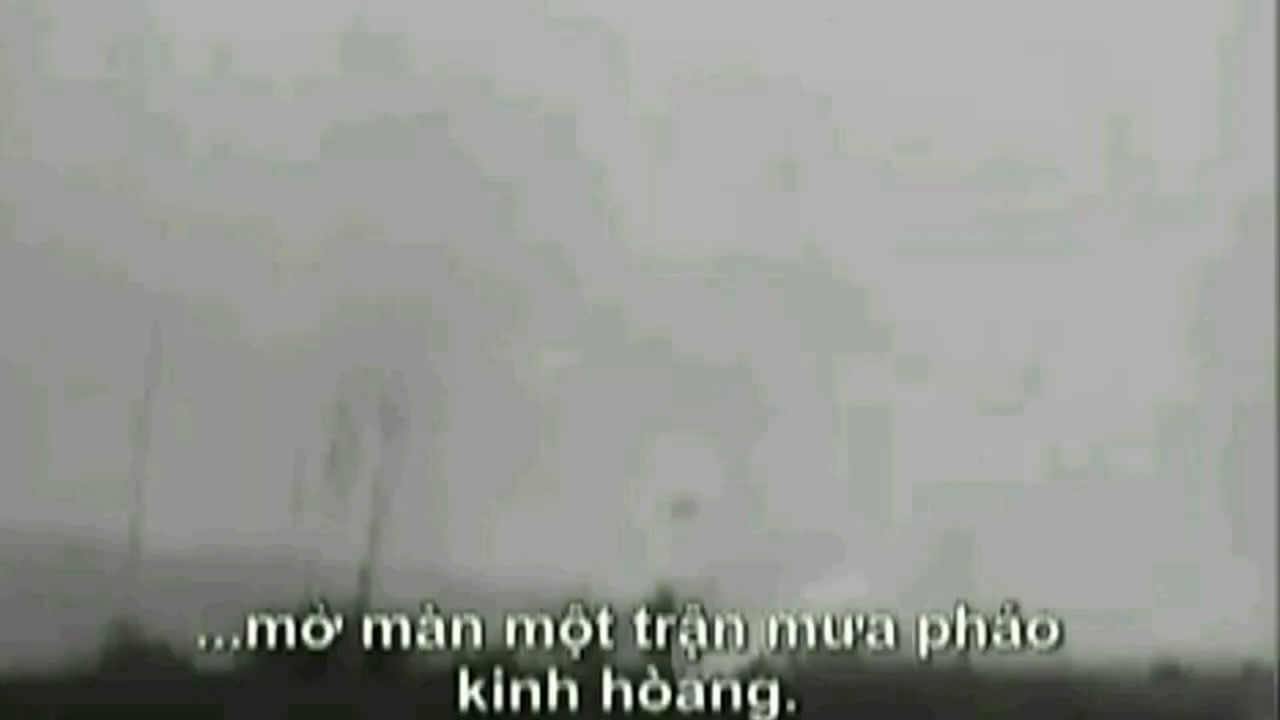 ...mở màn một trận mưa pháo
kinh hoàng.